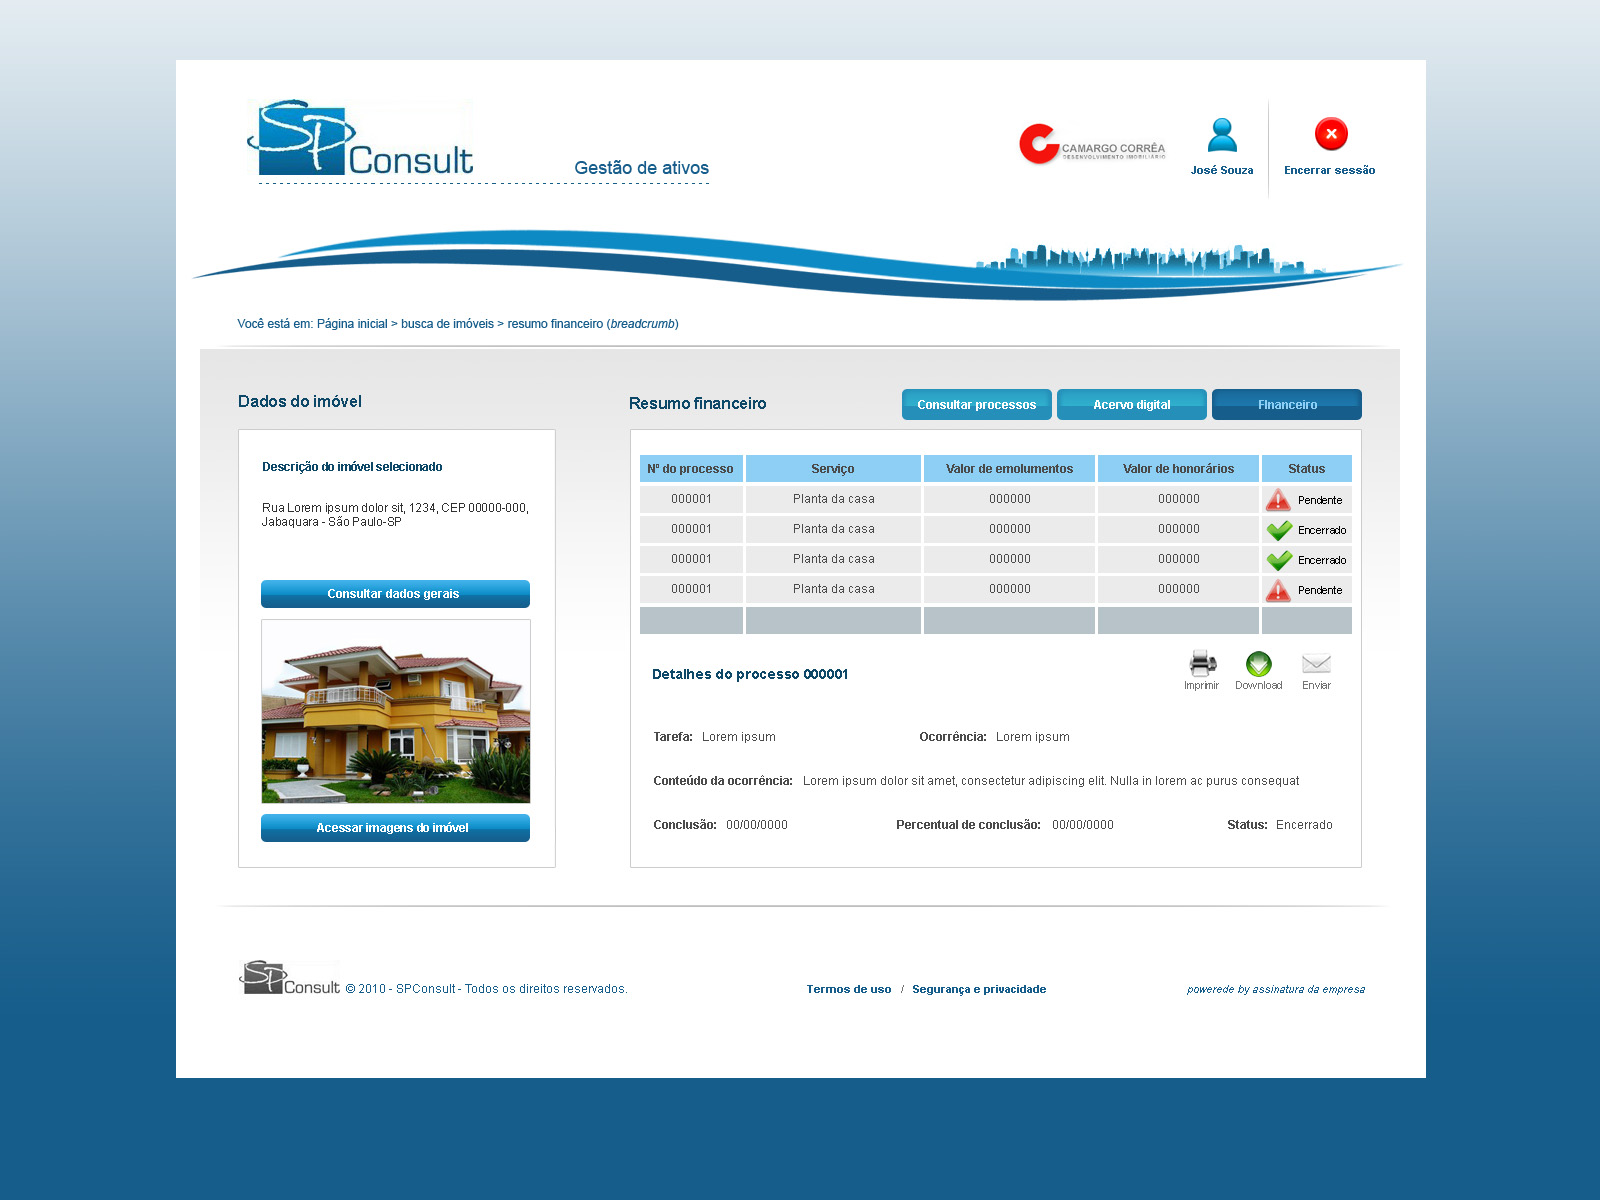 SP Consult
Gestão de ativos
CAMARGO CORRÊA
DESENVOLVIMENTO IMOBILIÁRIO
José Souza
Encerrar sessão
Você está em: Página inicial > busca de imóveis > resumo financeiro (breadcrumb)
Dados do imóvel
Descrição do imóvel selecionado
Rua Lorem ipsum dolor sit, 1234, CEP 00000-000,
Jabaquara - São Paulo-SP
Consultar dados gerais
Acessar imagens do imóvel
Resumo financeiro
Consultar processos
Acervo digital
FInanceiro
Nº do processo Serviço Valor de emolumentos Valor de honorários Status
000001 Planta da casa 000000 000000 Pendente
000001 Planta da casa 000000 000000 Encerrado
000001 Planta da casa 000000 000000 Encerrado
000001 Planta da casa 000000 000000 Pendente
Detalhes do processo 000001
Imprimir
Download
Enviar
Tarefa: Lorem ipsum Ocorrência: Lorem ipsum
Conteúdo da ocorrência: Lorem ipsum dolor sit amet, consectetur adipiscing elit. Nulla in lorem ac purus consequat
Conclusão: 00/00/0000 Percentual de conclusão: 00/00/0000 Status: Encerrado
SP Consult © 2010 - SPConsult - Todos os direitos reservados.
Termos de uso / Segurança e privacidade
powerede by assinatura da empresa